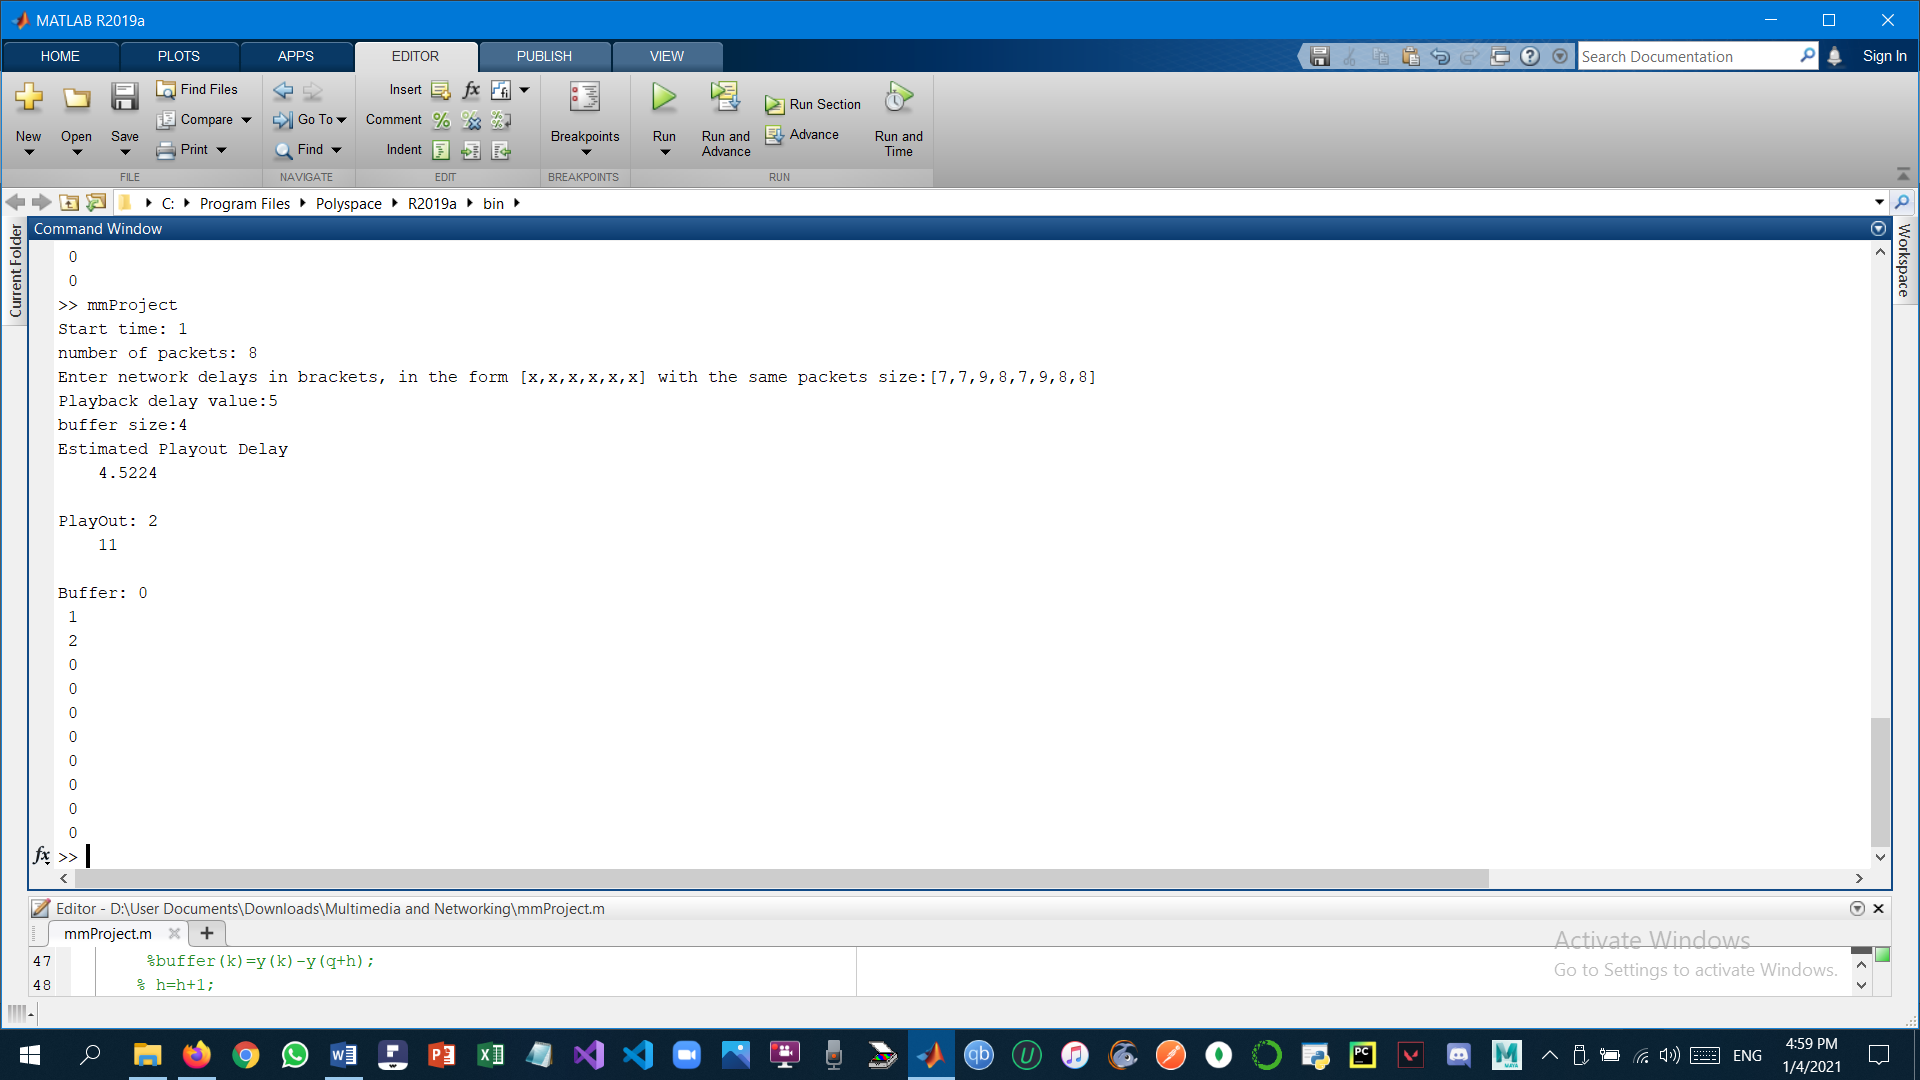 MATLAB R2019a
HOME PLOTS APPS EDITOR PUBLISH VIEW
Search Documentation
Sign In
New
Open
Save
Find Files
Compare
Print
FILE
Go To
Find
NAVIGATE
Insert
Comment
Indent
EDIT
Breakpoints
BREAKPOINTS
Run
Run and
Advance
Run Section
Advance
Run and
Time
RUN
C: Program Files Polyspace R2019a bin
Current Folder
Workspace
Command Window
0
0
>> mmProject
Start time: 1
number of packets: 8
Enter network delays in brackets, in the form [x,x,x,x,x,x] with the same packets size:[7,7,9,8,7,9,8,8]
Playback delay value:5
buffer size:4
Estimated Playout Delay
4.5224
PlayOut: 2
11
Buffer: 0
1
2
0
0
0
0
0
0
0
0
fx >>
Editor - D:\User Documents\Downloads\Multimedia and Networking\mmProject.m
mmProject.m
47 %buffer(k)=y(k)-y(q+h);
48 % h=h+1;
Activate Windows
Go to Settings to activate Windows.
ENG
4:59 PM
1/4/2021